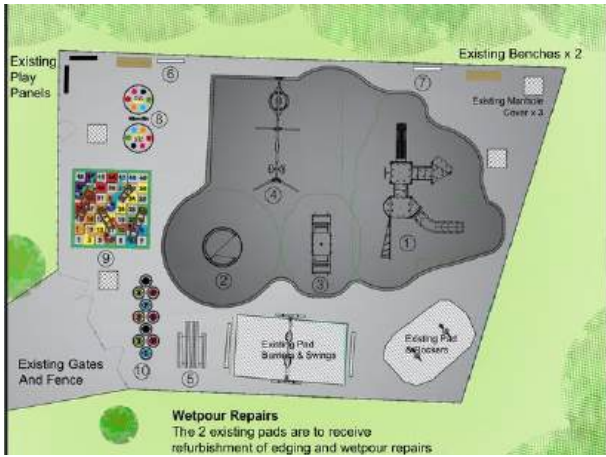 Existing
Play
Panels
Existing Benches x 2
6
7
Existing Manhole
Cover x 3
8
4
1
9
2
3
Existing Pad
Barriers & Swings
Existing Pad
& Rockers
Existing Gates
And Fence
10
5
Wetpour Repairs
The 2 existing pads are to receive
refurbishment of edging and wetpour repairs